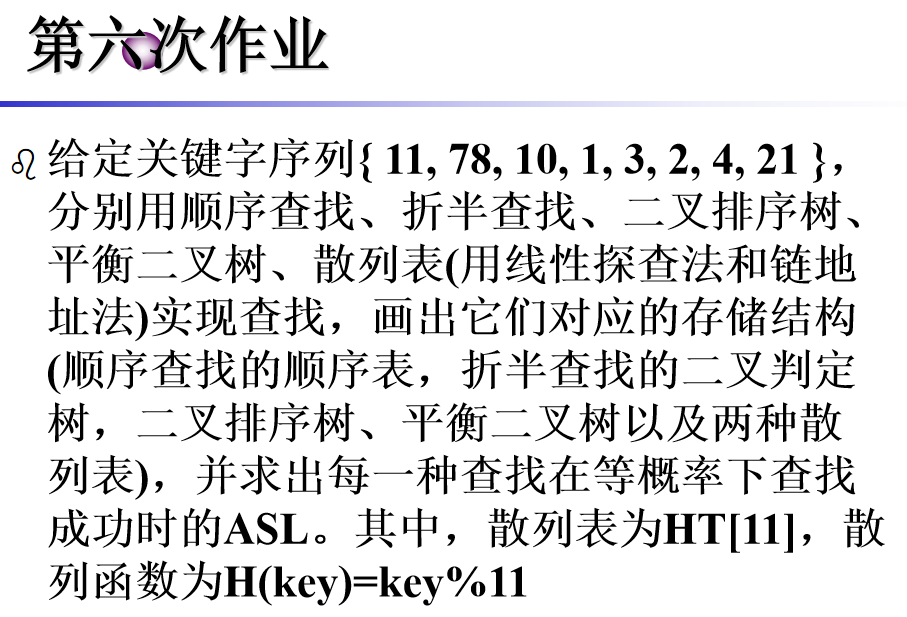 第六次作业
给定关键字序列{ 11, 78, 10, 1, 3, 2, 4, 21 }，
分别用顺序查找、折半查找、二叉排序树、
平衡二叉树、散列表(用线性探查法和链地
址法)实现查找，画出它们对应的存储结构
(顺序查找的顺序表，折半查找的二叉判定
树，二叉排序树、平衡二叉树以及两种散
列表)，并求出每一种查找在等概率下查找
成功时的ASL。其中，散列表为HT[11]，散
列函数为H(key)=key%11